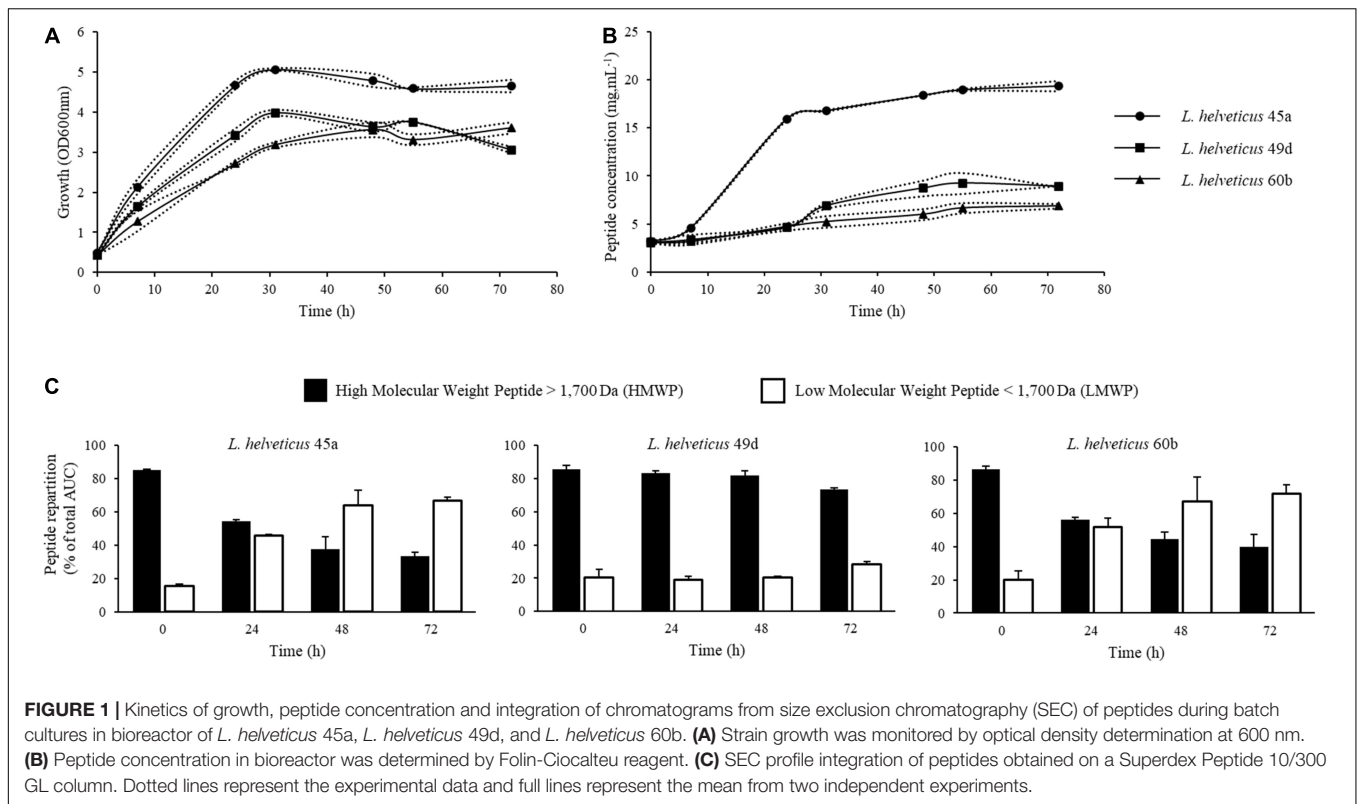 A
Growth (OD600nm)
6
5
4
3
2
1
0
0 10 20 30 40 50 60 70 80
Time (h)
B
Peptide concentration (mg.mL-1)
25
20
15
10
5
0
0 10 20 30 40 50 60 70 80
Time (h)
L. helveticus 45a
L. helveticus 49d
L. helveticus 60b
C
High Molecular Weight Peptide > 1,700 Da (HMWP)
Low Molecular Weight Peptide < 1,700 Da (LMWP)
Peptide repartition
(% of total AUC)
L. helveticus 45a
100
80
60
40
20
0
0 24 48 72
Time (h)
L. helveticus 49d
100
80
60
40
20
0
0 24 48 72
Time (h)
L. helveticus 60b
100
80
60
40
20
0
0 24 48 72
Time (h)
FIGURE 1 | Kinetics of growth, peptide concentration and integration of chromatograms from size exclusion chromatography (SEC) of peptides during batch
cultures in bioreactor of L. helveticus 45a, L. helveticus 49d, and L. helveticus 60b. (A) Strain growth was monitored by optical density determination at 600 nm.
(B) Peptide concentration in bioreactor was determined by Folin-Ciocalteu reagent. (C) SEC profile integration of peptides obtained on a Superdex Peptide 10/300
GL column. Dotted lines represent the experimental data and full lines represent the mean from two independent experiments.